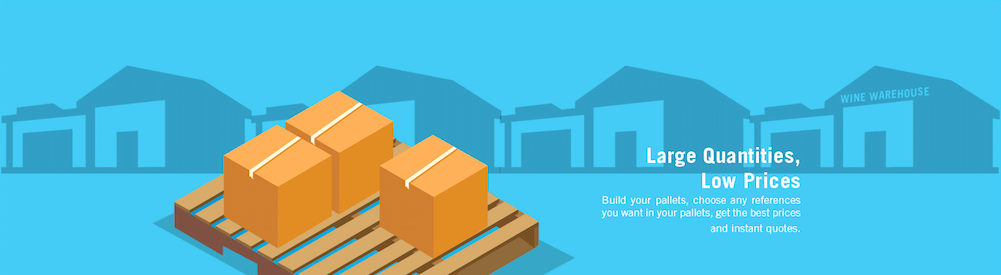 WINE WAREHOUSE
Large Quantities,
Low Prices
Build your pallets, choose any references
you want in your pallets, get the best prices
and instant quotes.